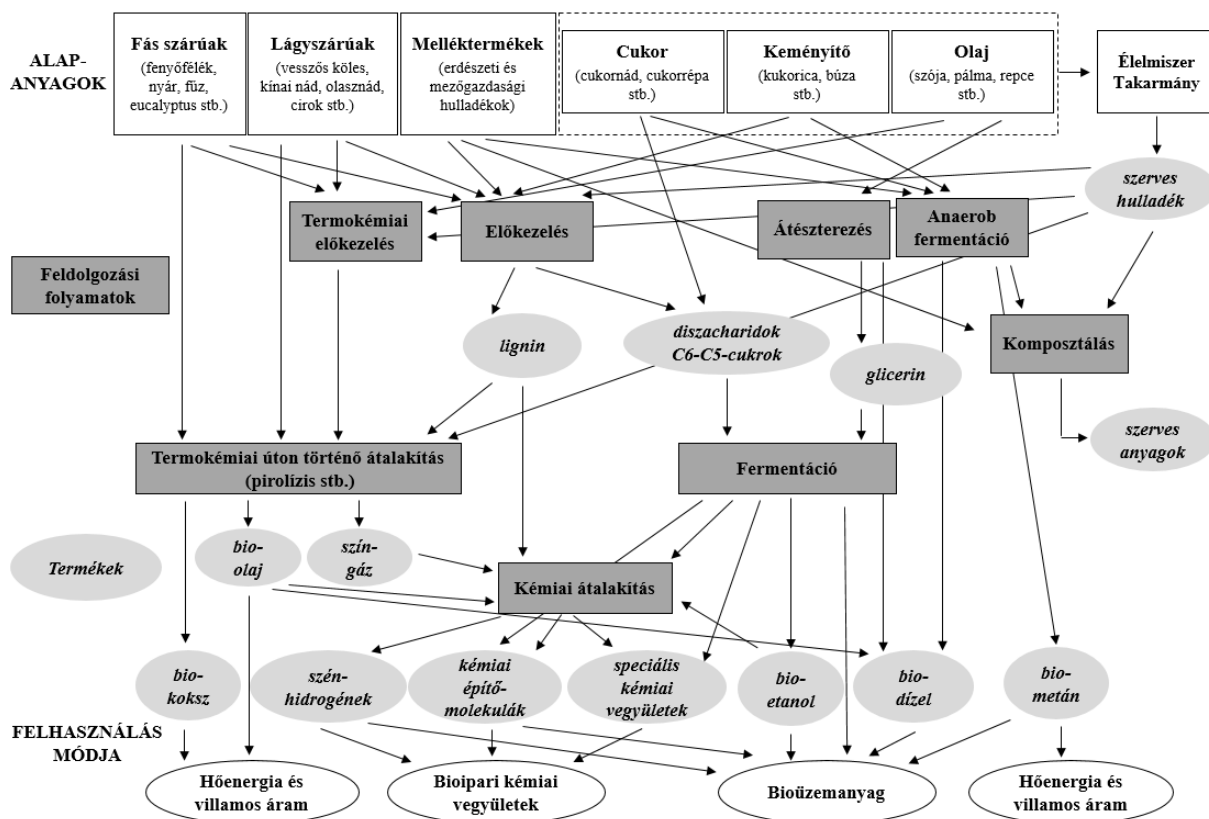 ALAP-
ANYAGOK
Fás szárúak
(fenyőfélék,
nyár, fűz,
eucalyptus stb.)
Lágyszárúak
(vesszős köles,
kínai nád, olasznád,
cirok stb.)
Melléktermékek
(erdészeti és
mezőgazdasági
hulladékok)
Cukor
(cukornád, cukorrépa
stb.)
Keményítő
(kukorica, búza stb.)
Olaj
(szója, pálma, repce
stb.)
Élelmiszer
Takarmány
szerves
hulladék
Termokémiai
előkezelés
Előkezelés
Átészterezés
Anaerob
fermentáció
Feldolgozási
folyamatok
lignin
diszacharidok
C6-C5-cukrok
glicerin
Komposztálás
szerves
anyagok
Termokémiai úton történő átalakítás
(pirolízis stb.)
Fermentáció
Termékek
bio-
olaj
szín-
gáz
Kémiai átalakítás
bio-
koksz
szén-
hidrogének
kémiai
építő-
molekulák
speciális
kémiai
vegyületek
bio-
etanol
bio-
dízel
bio-
metán
FELHASZNÁLÁS
MÓDJA
Hőenergia és
villamos áram
Bioipari kémiai
vegyületek
Bioüzemanyag
Hőenergia és
villamos áram